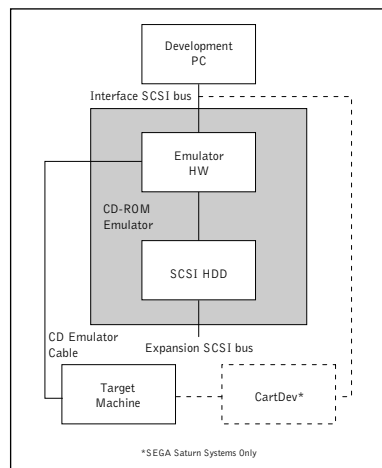 Development
PC
Interface SCSI bus
Emulator
HW
CD-ROM
Emulator
SCSI HDD
CD Emulator
Cable
Expansion SCSI bus
Target
Machine
CartDev*
*SEGA Saturn Systems Only